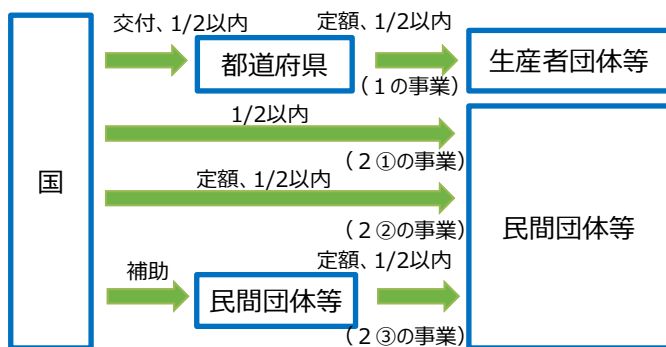 交付、1/2以内
定額、1/2以内
都道府県
生産者団体等
（１の事業）
1/2以内
（２①の事業）
国
定額、1/2以内
（２②の事業）
民間団体等
定額、1/2以内
補助
民間団体等
（２③の事業）